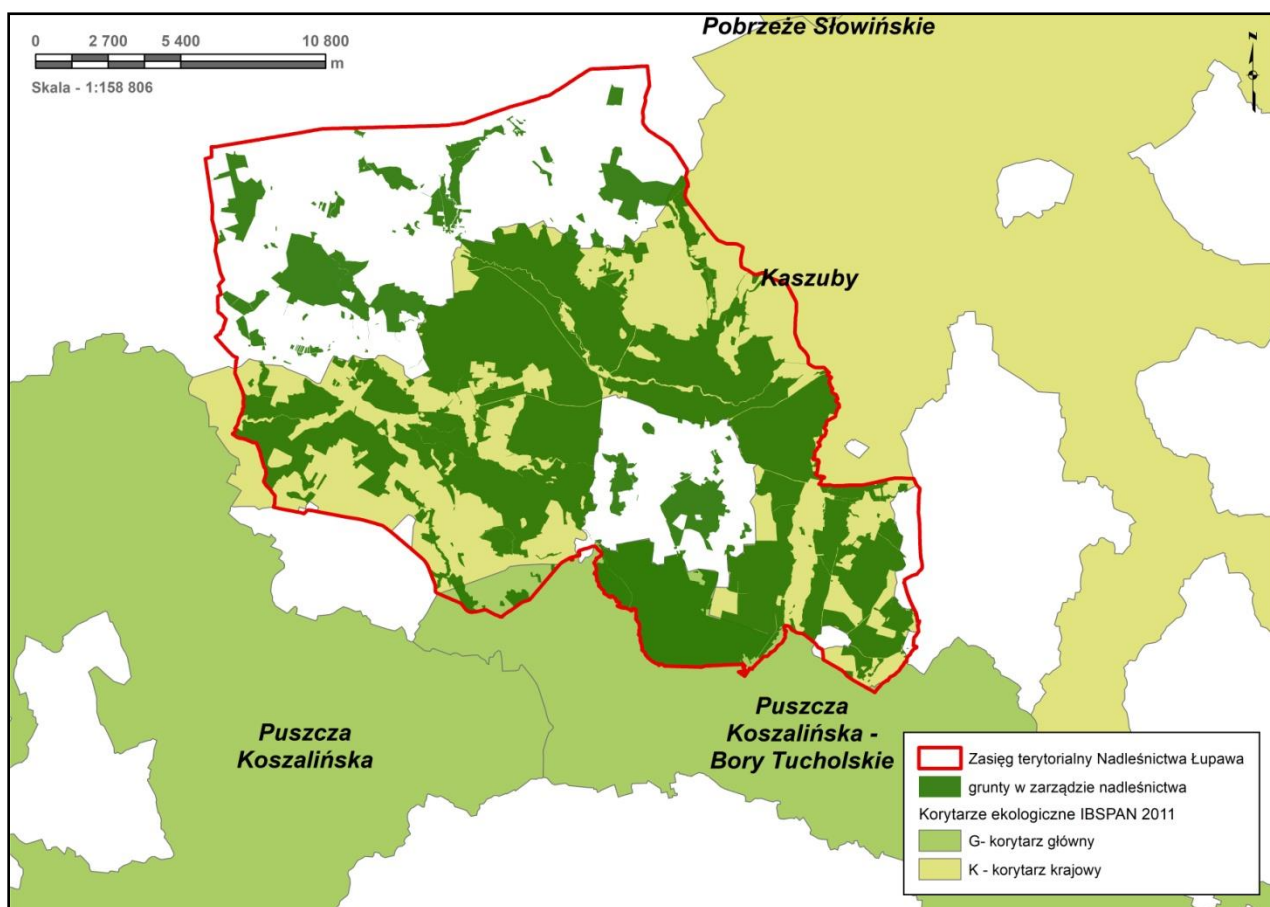 Pobrzeże Słowińskie
0 2 700 5 400 10 800
m
Skala - 1:158 806
z
Kaszuby
Puszcza
Koszalińska
Puszcza
Koszalińska -
Bory Tucholskie
Zasięg terytorialny Nadleśnictwa Łupawa
grunty w zarządzie nadleśnictwa
Korytarze ekologiczne IBSPAN 2011
G- korytarz główny
K - korytarz krajowy